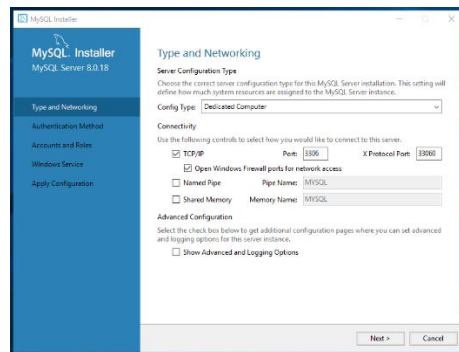 MySQL Installer
MySQL. Installer
MySQL Server 8.0.18
Type and Networking
Authentication Method
Accounts and Roles
Windows Service
Apply Configuration
Type and Networking
Server Configuration Type
Choose the correct server configuration type for this MySQL Server installation. This setting will
define how much system resources are assigned to the MySQL Server instance.
Config Type: Dedicated Computer
Connectivity
Use the following controls to select how you would like to connect to this server.
TCP/IP Port: 3306 X Protocol Port: 33060
Open Windows Firewall ports for network access
Named Pipe Pipe Name: MYSQL
Shared Memory Memory Name: MYSQL
Advanced Configuration
Select the check box below to get additional configuration pages where you can set advanced
and logging options for this server instance.
Show Advanced and Logging Options
Next > Cancel